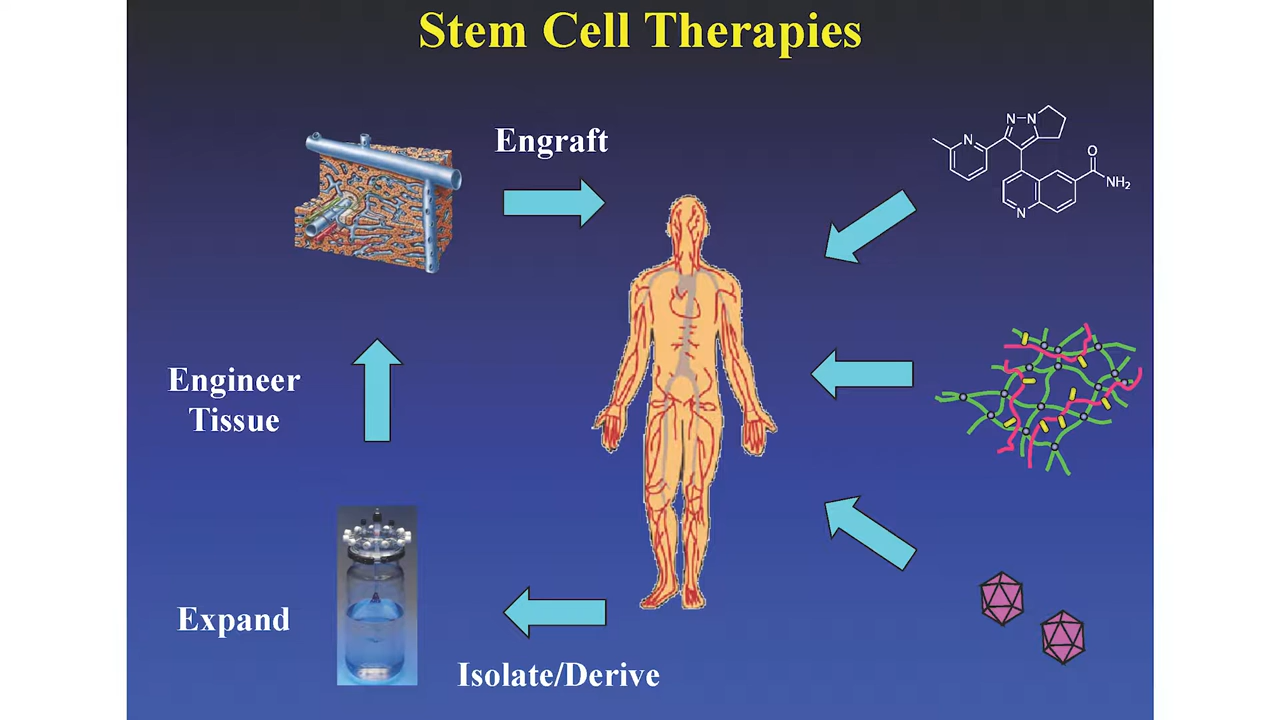 Stem Cell Therapies
Engraft
N
N
N
O
NH₂
N
Engineer
Tissue
Expand
Isolate/Derive